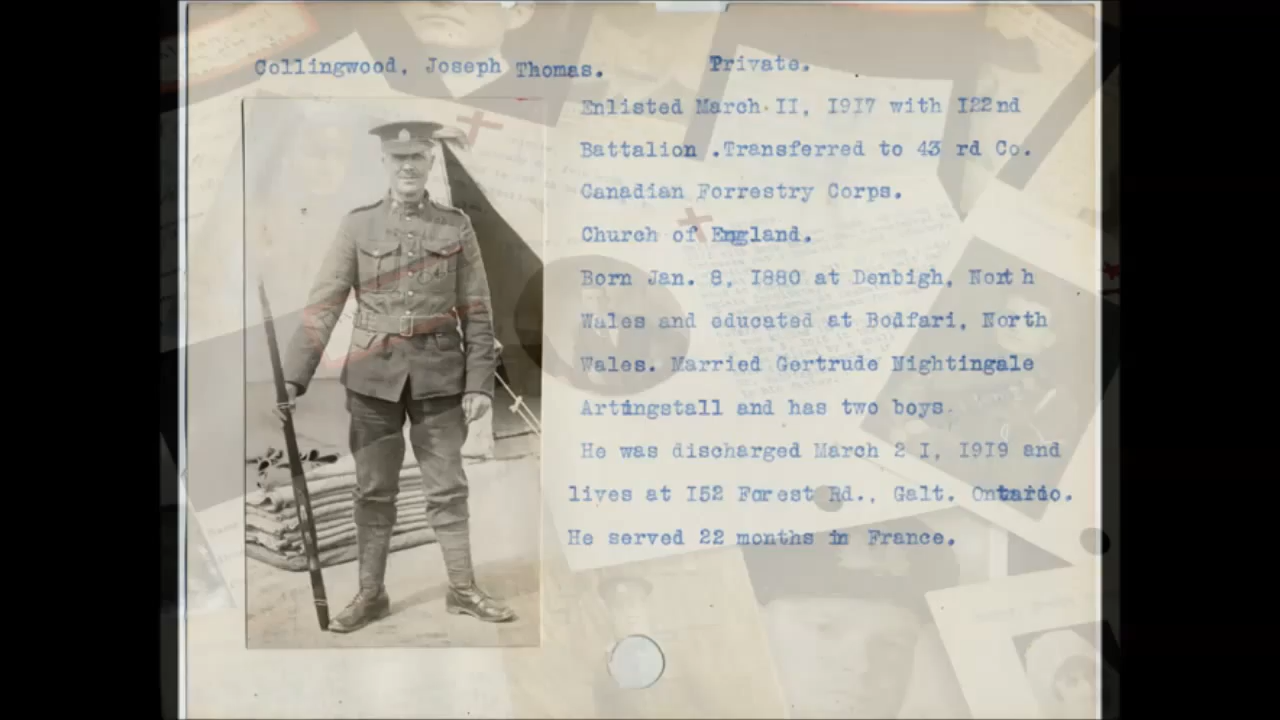 Collingwood, Joseph Thomas. Private.
Enlisted March II, I9I7 with I22nd
Battalion .Transferred to 43 rd Co.
Canadian Forrestry Corps.
Church of England.
Born Jan. 8, I880 at Denbigh, North
Wales and educated at Bodfari, North
Wales. Married Gertrude Nightingale
Artingstall and has two boys.
He was discharged March 2 I, I9I9 and
lives at I52 Forest Rd., Galt. Ontario.
He served 22 months in France.